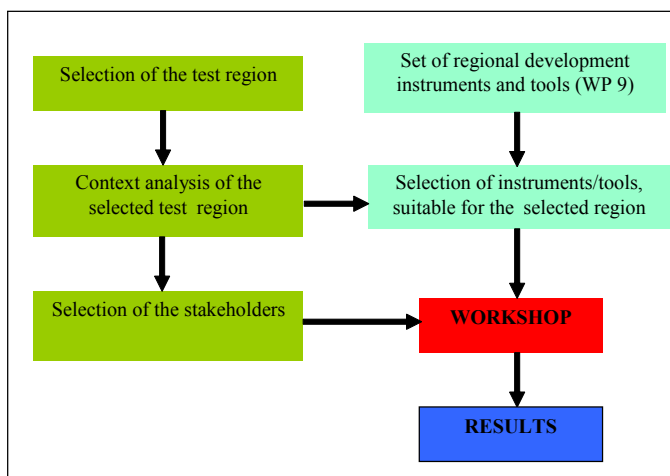 Selection of the test region
Set of regional development
instruments and tools (WP 9)
Context analysis of the
selected test region
Selection of instruments/tools,
suitable for the selected region
Selection of the stakeholders
WORKSHOP
RESULTS